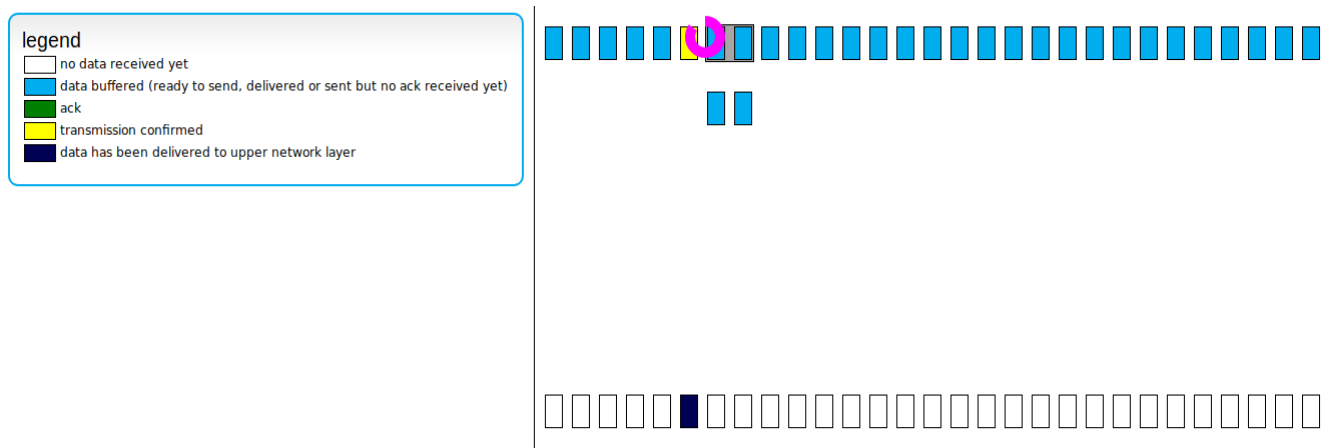 legend
no data received yet
data buffered (ready to send, delivered or sent but no ack received yet)
ack
transmission confirmed
data has been delivered to upper network layer